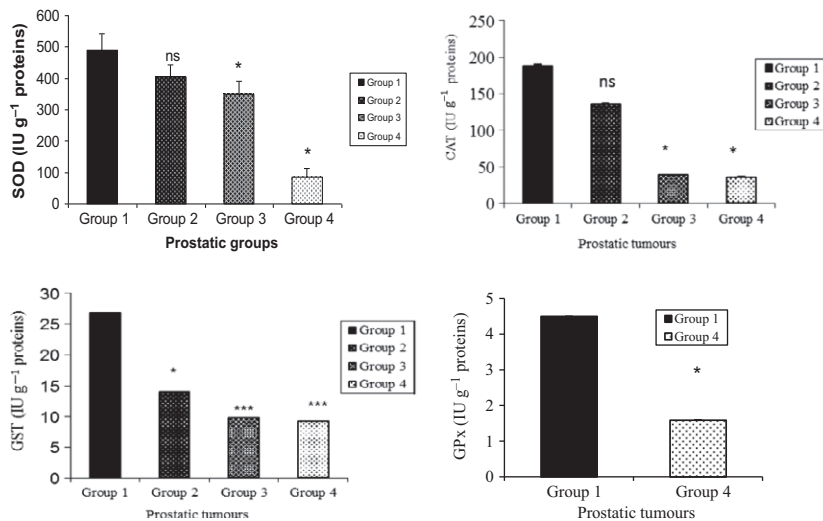 600
500
400
300
200
100
0
SOD (IU g⁻¹ proteins)
ns
*
*
Group 1
Group 2
Group 3
Group 4
Group 1 Group 2 Group 3 Group 4
Prostatic groups
200
150
100
50
0
CAT (IU g⁻¹ proteins)
ns
*
*
Group 1
Group 2
Group 3
Group 4
Group 1 Group 2 Group 3 Group 4
Prostatic tumours
30
25
20
15
10
5
0
GST (IU g⁻¹ proteins)
*
***
***
Group 1
Group 2
Group 3
Group 4
Group 1 Group 2 Group 3 Group 4
Prostatic tumours
5
4
3
2
1
0
GPx (IU g⁻¹ proteins)
Group 1
Group 4
*
Group 1 Group 4
Prostatic tumours